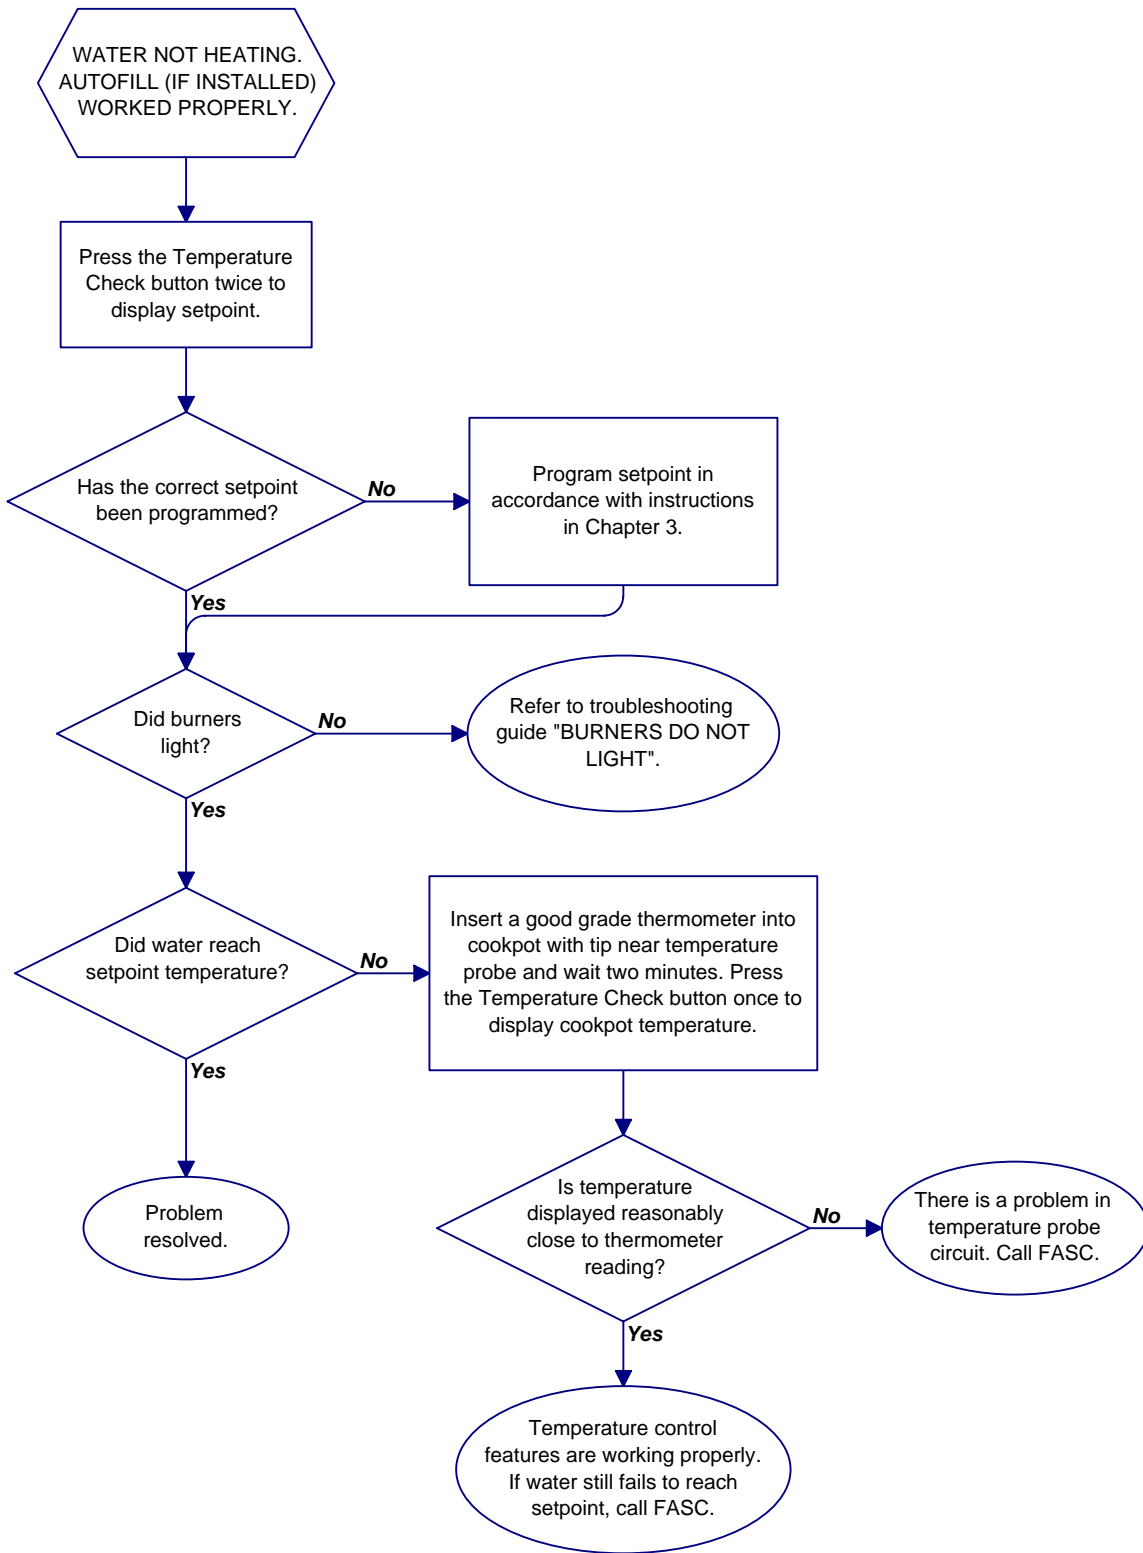 WATER NOT HEATING.
AUTOFILL (IF INSTALLED)
WORKED PROPERLY.
Press the Temperature
Check button twice to
display setpoint.
Has the correct setpoint
been programmed?
No
Program setpoint in
accordance with instructions
in Chapter 3.
Yes
Did burners
light?
No
Refer to troubleshooting
guide "BURNERS DO NOT
LIGHT".
Yes
Did water reach
setpoint temperature?
No
Insert a good grade thermometer into
cookpot with tip near temperature
probe and wait two minutes. Press
the Temperature Check button once to
display cookpot temperature.
Yes
Problem
resolved.
Is temperature
displayed reasonably
close to thermometer
reading?
No
There is a problem in
temperature probe
circuit. Call FASC.
Yes
Temperature control
features are working properly.
If water still fails to reach
setpoint, call FASC.